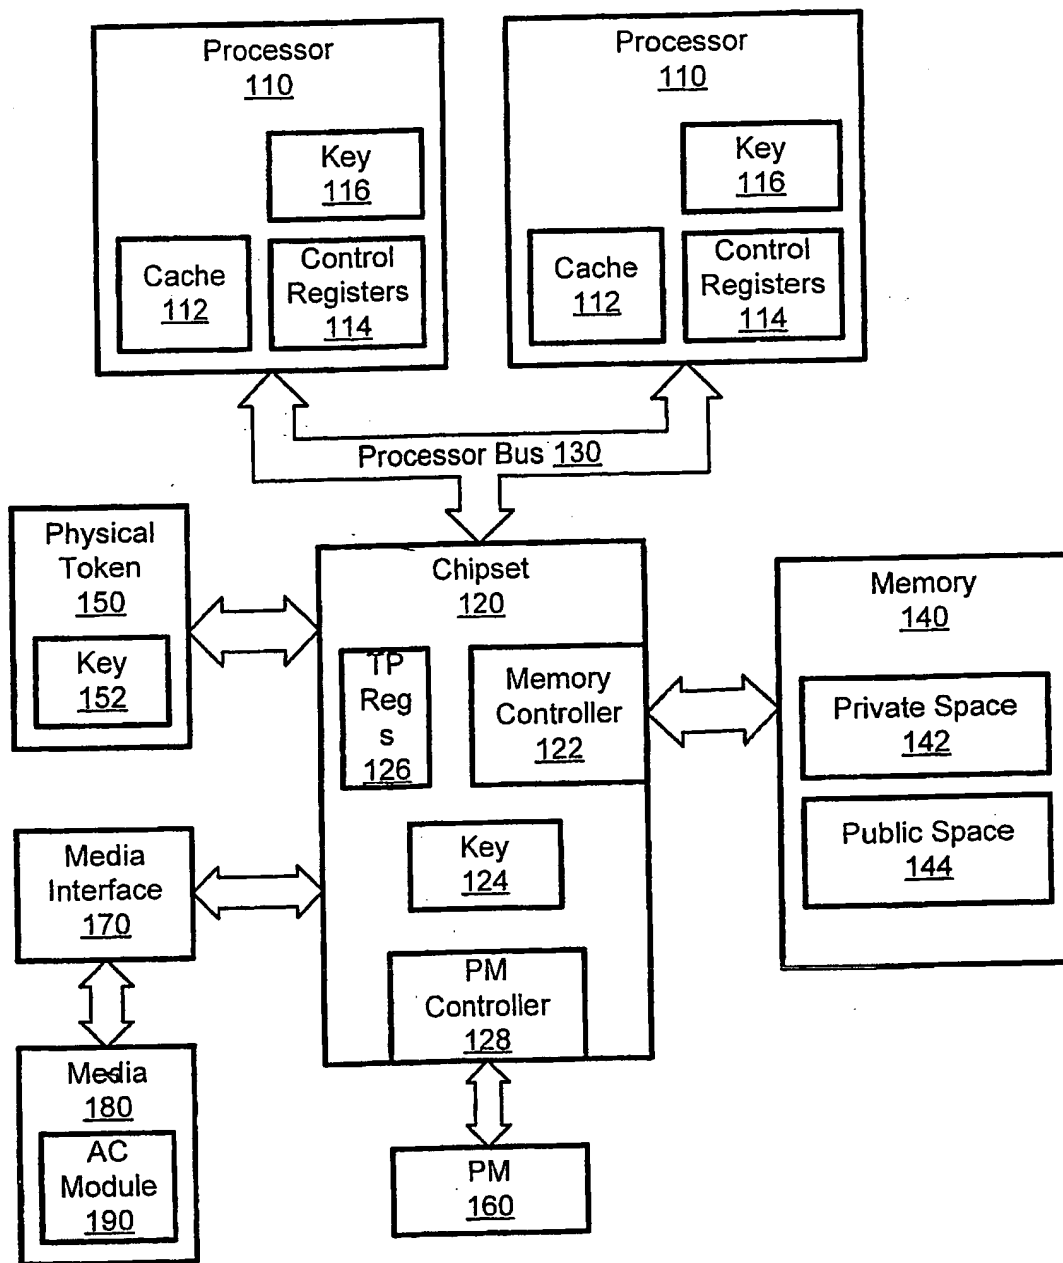 Processor
110
Key
116
Cache
112
Control
Registers
114
Processor
110
Key
116
Cache
112
Control
Registers
114
Processor Bus 130
Physical
Token
150
Key
152
Chipset
120
TP
Reg
s
126
Memory
Controller
122
Key
124
PM
Controller
128
Memory
140
Private Space
142
Public Space
144
Media
Interface
170
Media
180
AC
Module
190
PM
160